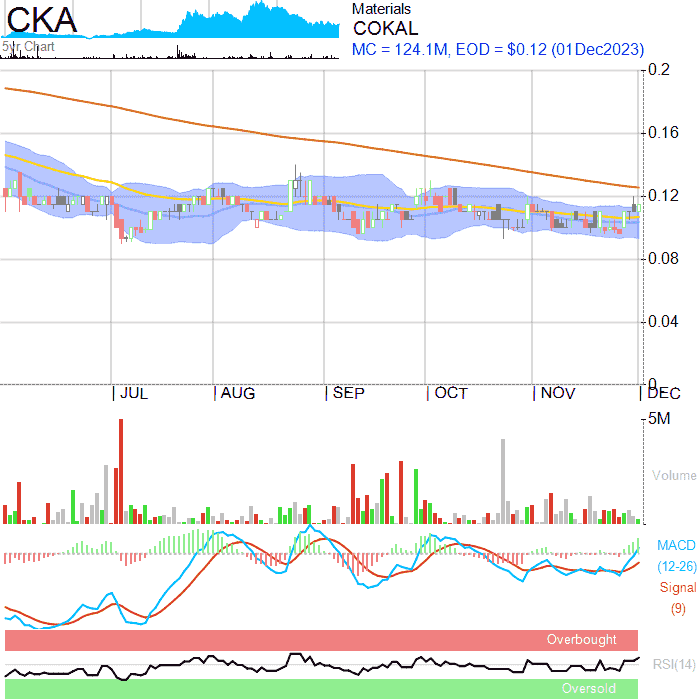 CKA
5yr Chart
Materials
COKAL
MC = 124.1M, EOD = $0.12 (01Dec2023)
0.2
0.16
0.12
0.08
0.04
0
JUL AUG SEP OCT NOV DEC
5M
Volume
MACD
(12-26)
Signal
(9)
Overbought
RSI(14)
Oversold